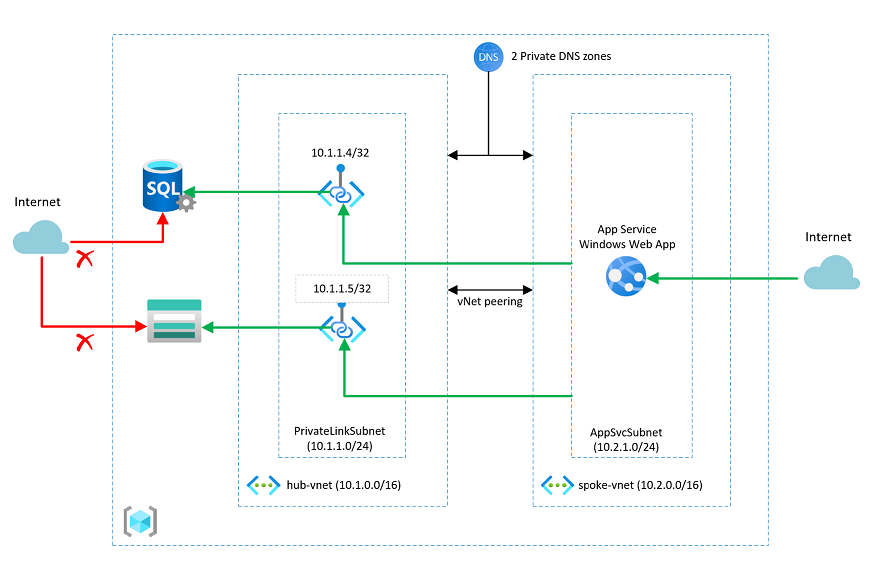 DNS
2 Private DNS zones
10.1.1.4/32
Internet
SQL
App Service
Windows Web App
Internet
10.1.1.5/32
vNet peering
PrivateLinkSubnet
(10.1.1.0/24)
AppSvcSubnet
(10.2.1.0/24)
hub-vnet (10.1.0.0/16)
spoke-vnet (10.2.0.0/16)